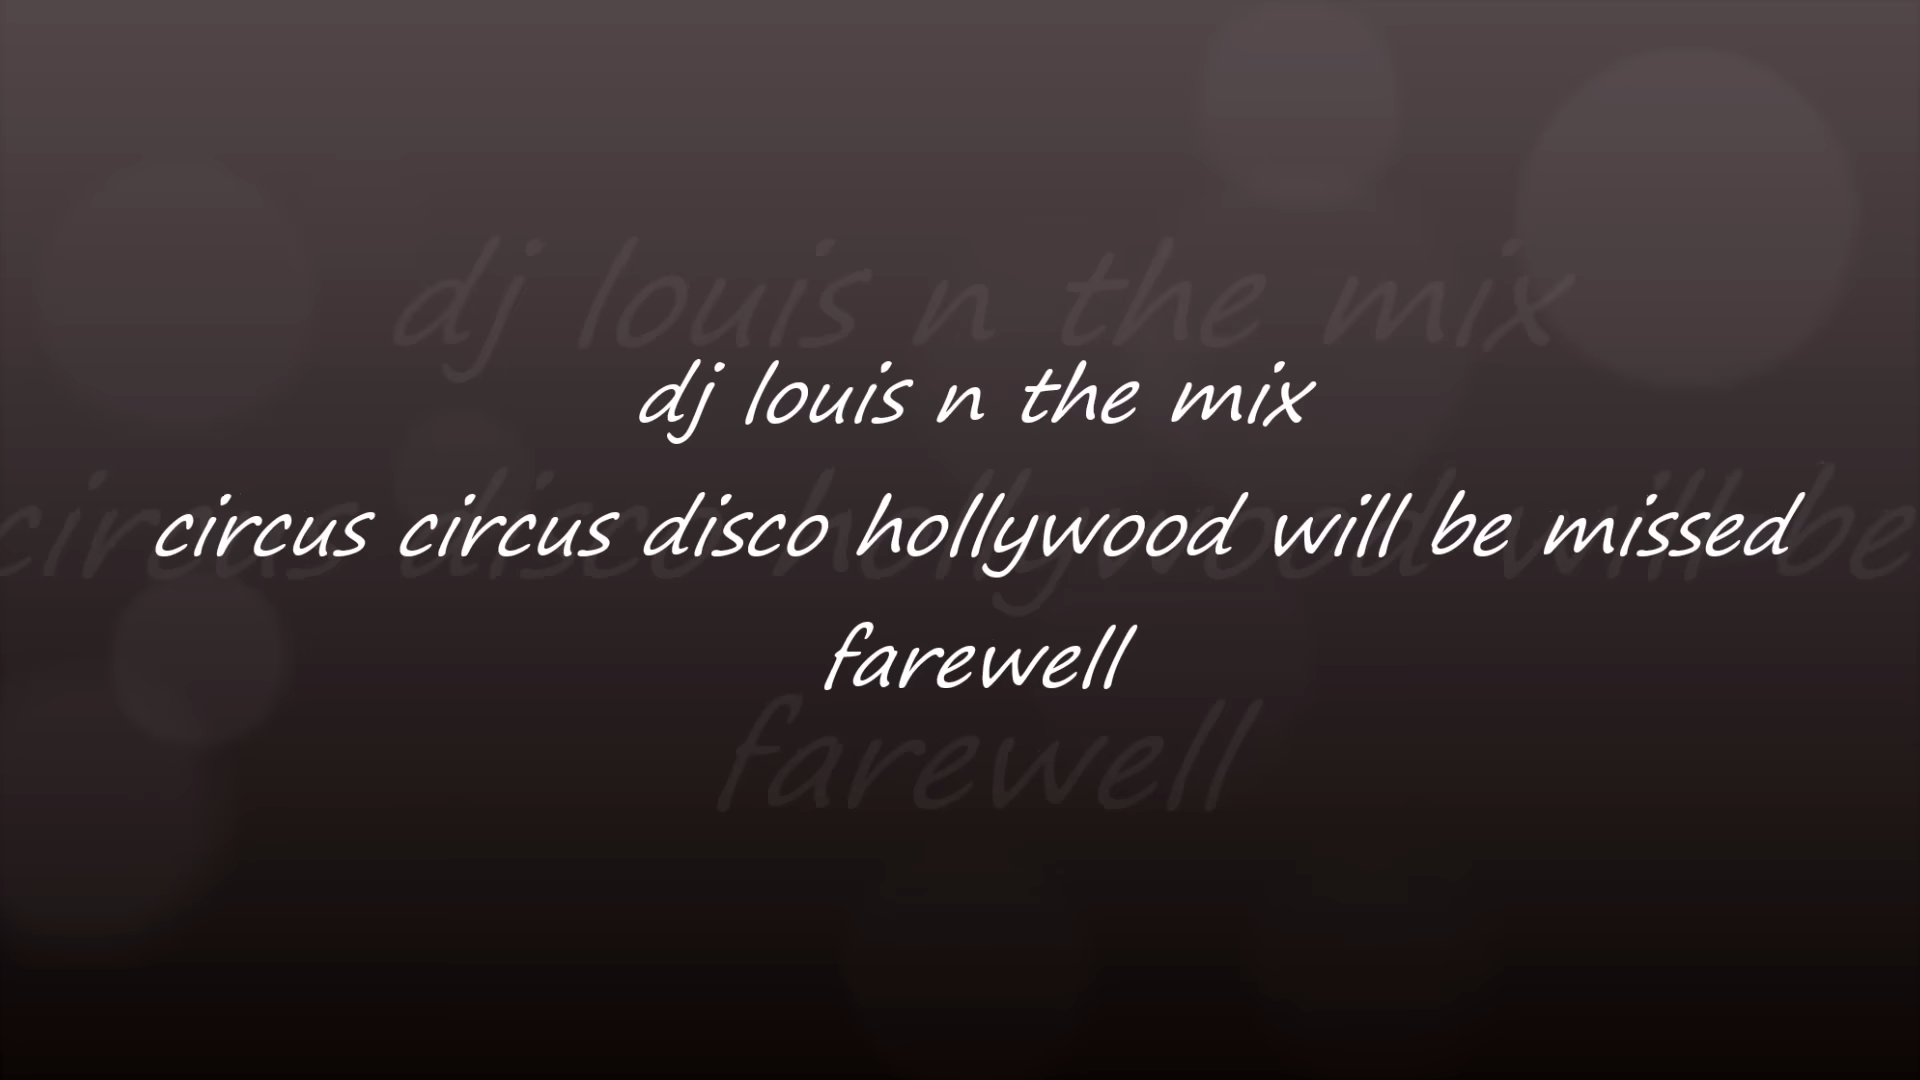 dj louis n the mix
circus circus disco hollywood will be missed
farewell